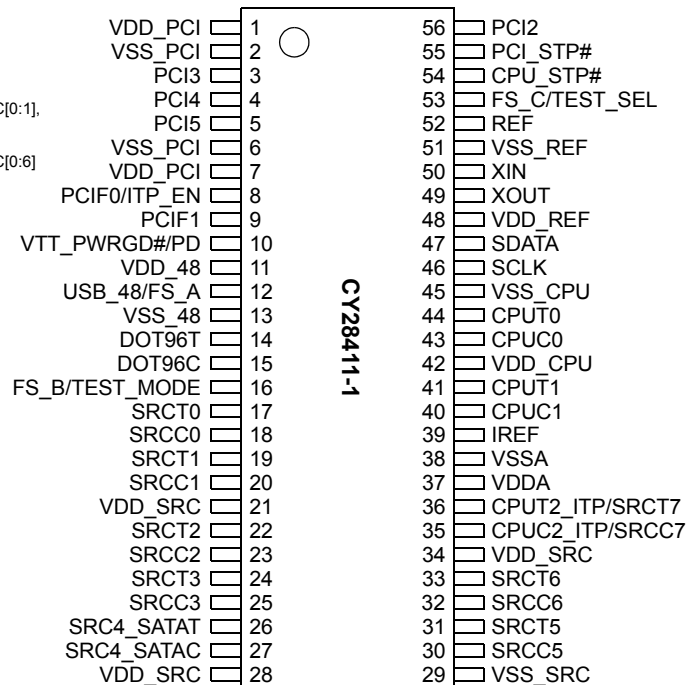 VDD_PCI 1 56 PCI2
VSS_PCI 2 55 PCI_STP#
PCI3 3 54 CPU_STP#
PCI4 4 53 FS_C/TEST_SEL
C[0:1],
PCI5 5 52 REF
VSS_PCI 6 51 VSS_REF
C[0:6]
VDD_PCI 7 50 XIN
PCIF0/ITP_EN 8 49 XOUT
PCIF1 9 48 VDD_REF
VTT_PWRGD#/PD 10 47 SDATA
VDD_48 11 46 SCLK
USB_48/FS_A 12 45 VSS_CPU
VSS_48 13 44 CPUT0
DOT96T 14 43 CPUC0
DOT96C 15 42 VDD_CPU
FS_B/TEST_MODE 16 41 CPUT1
SRCT0 17 40 CPUC1
SRCC0 18 39 IREF
SRCT1 19 38 VSSA
SRCC1 20 37 VDDA
VDD_SRC 21 36 CPUT2_ITP/SRCT7
SRCT2 22 35 CPUC2_ITP/SRCC7
SRCC2 23 34 VDD_SRC
SRCT3 24 33 SRCT6
SRCC3 25 32 SRCC6
SRC4_SATAT 26 31 SRCT5
SRC4_SATAC 27 30 SRCC5
VDD_SRC 28 29 VSS_SRC
CY28411-1